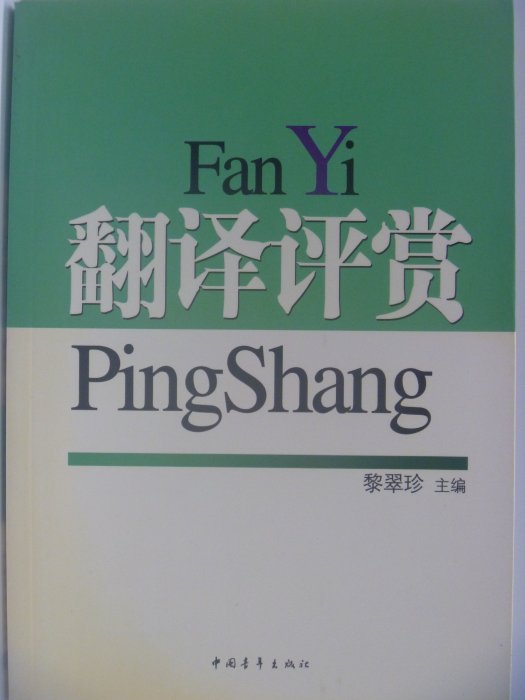 Fan Yi
翻译评赏
PingShang
黎翠珍 主编
中国青年出版社